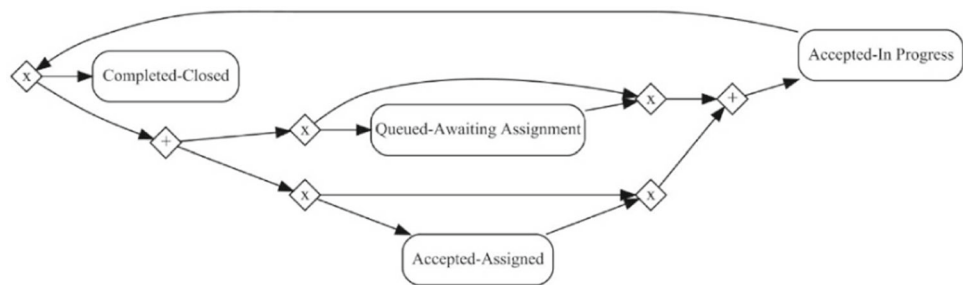 Accepted-In Progress
x
Completed-Closed
x
+
+
x
Queued-Awaiting Assignment
x
x
Accepted-Assigned